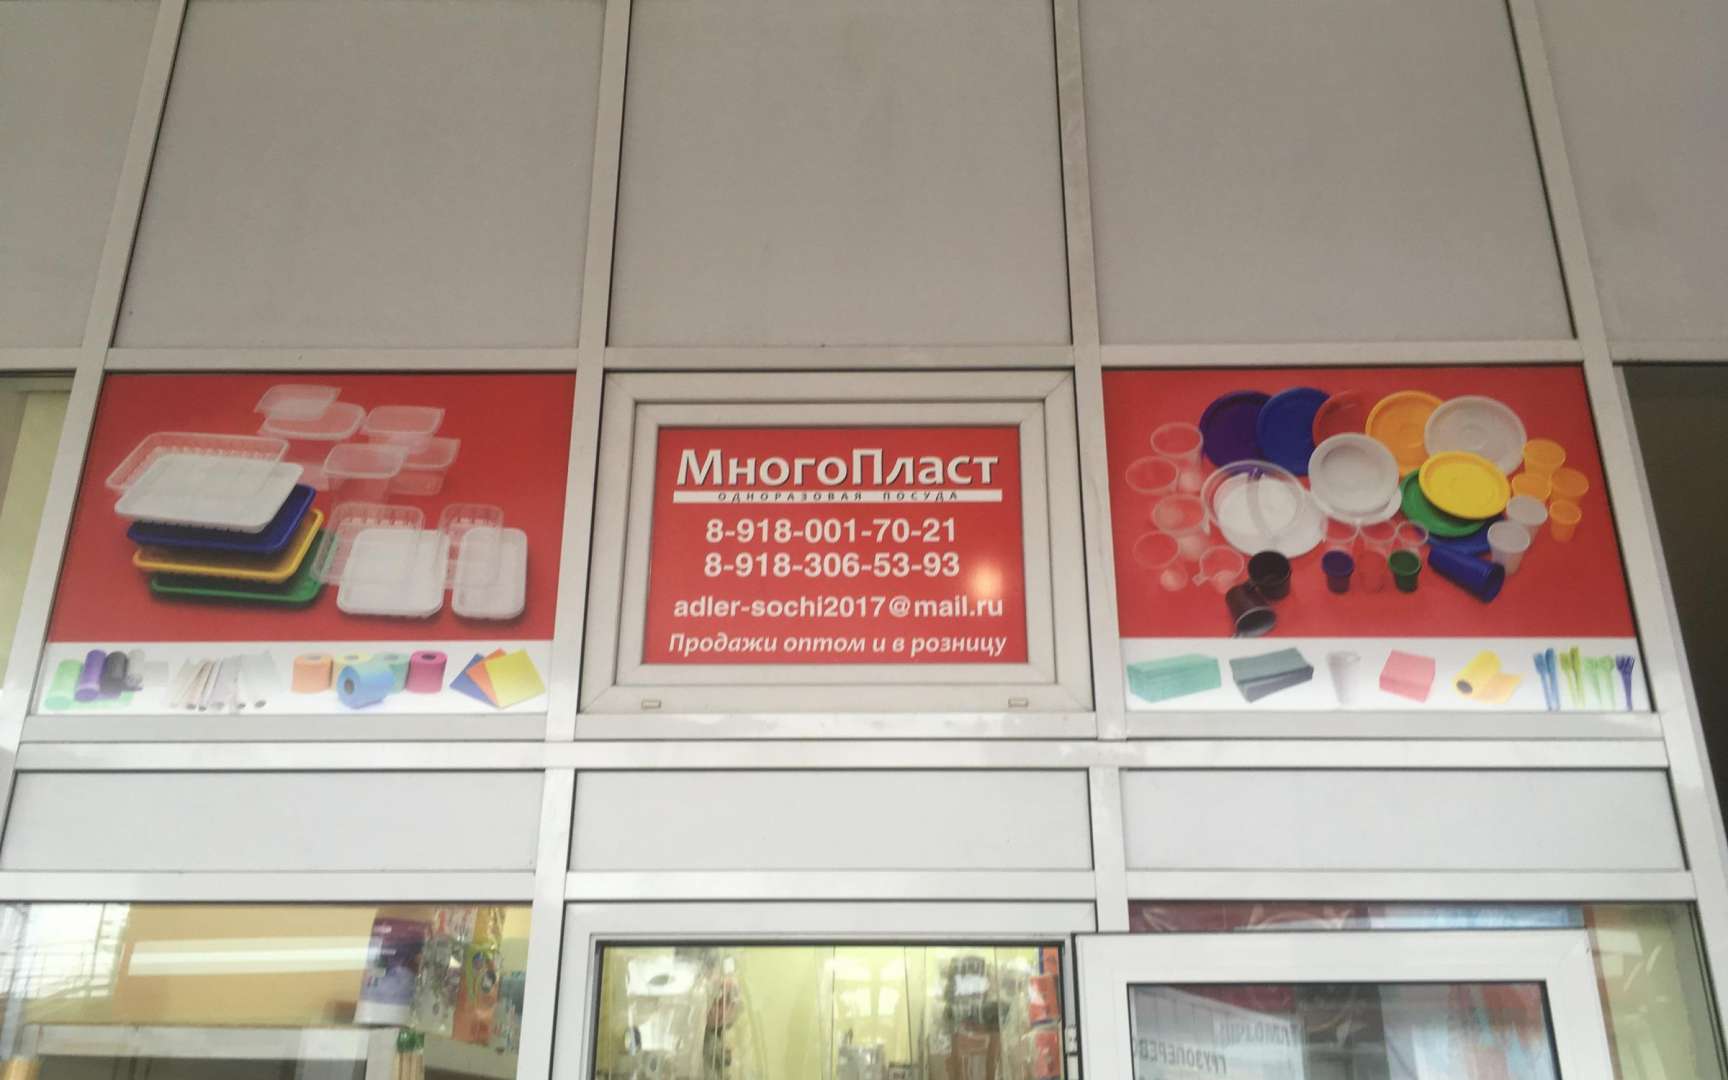 МногоПласт
ОДНОРАЗОВАЯ ПОСУДА
8-918-001-70-21
8-918-306-53-93
adler-sochi2017@mail.ru
Продажи оптом и в розницу